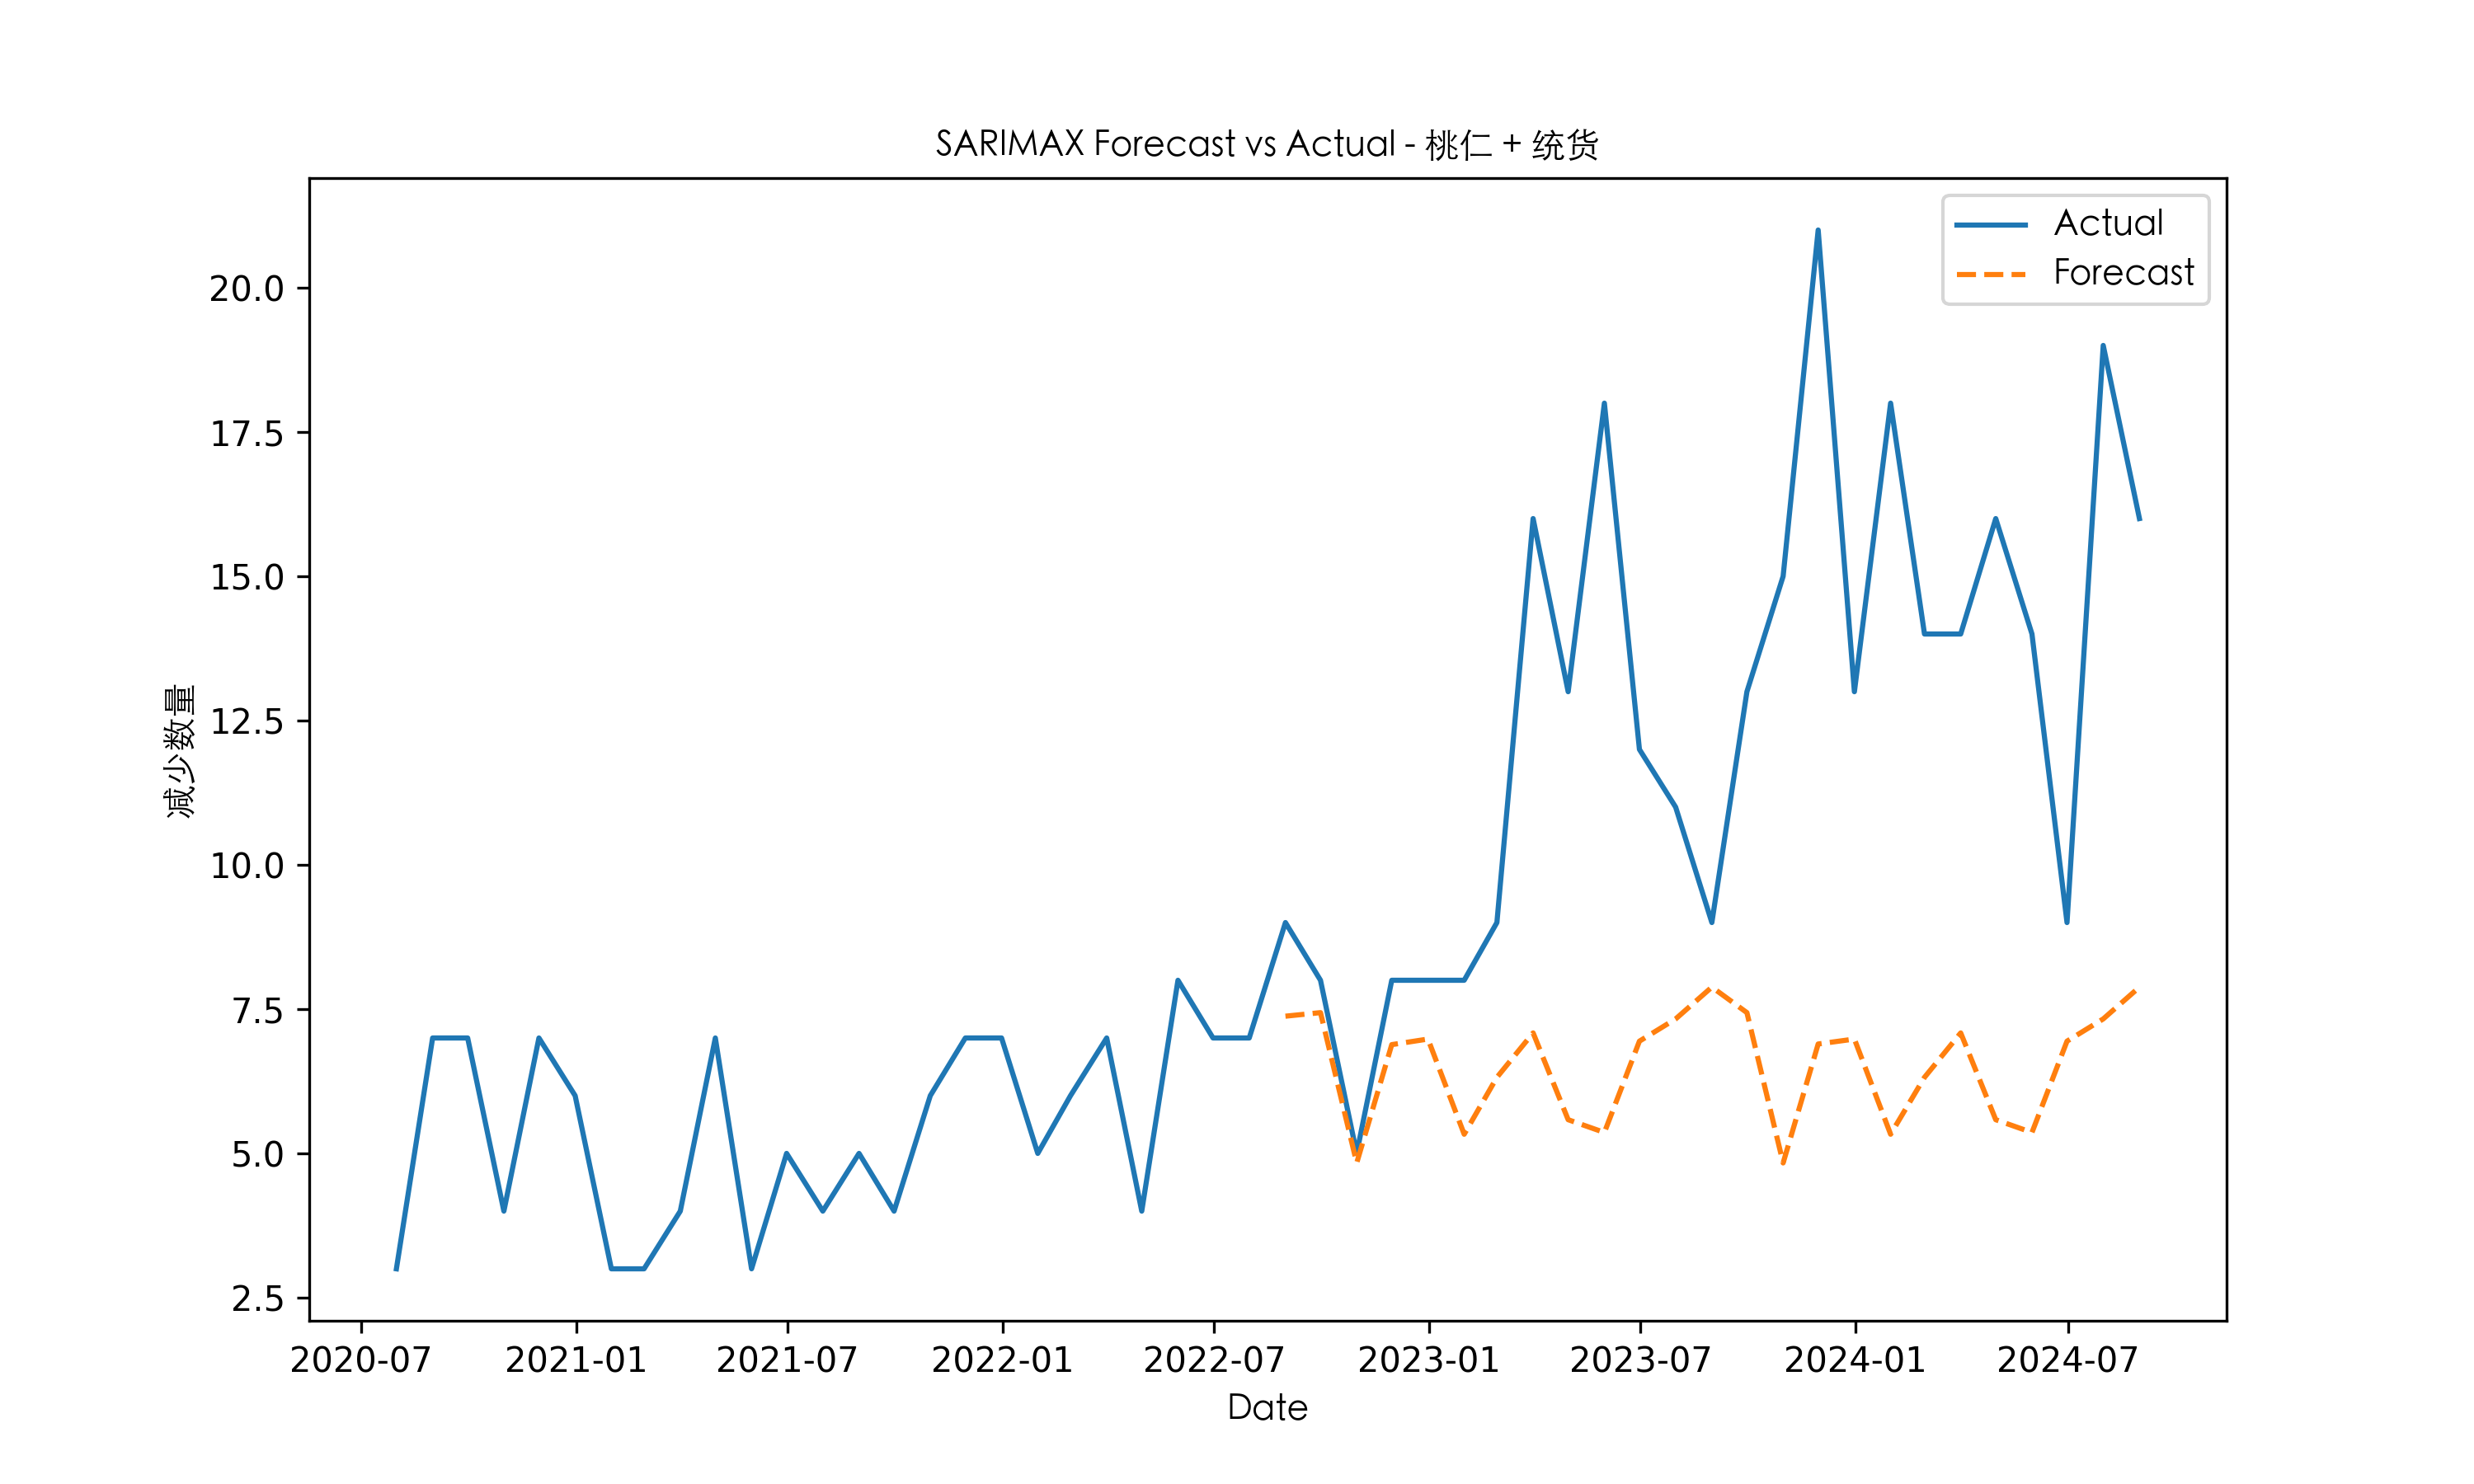 SARIMAX Forecast vs Actual - 桃仁 + 统货
Actual
Forecast
20.0
17.5
15.0
12.5
10.0
7.5
5.0
2.5
减少数量
2020-07 2021-01 2021-07 2022-01 2022-07 2023-01 2023-07 2024-01 2024-07
Date